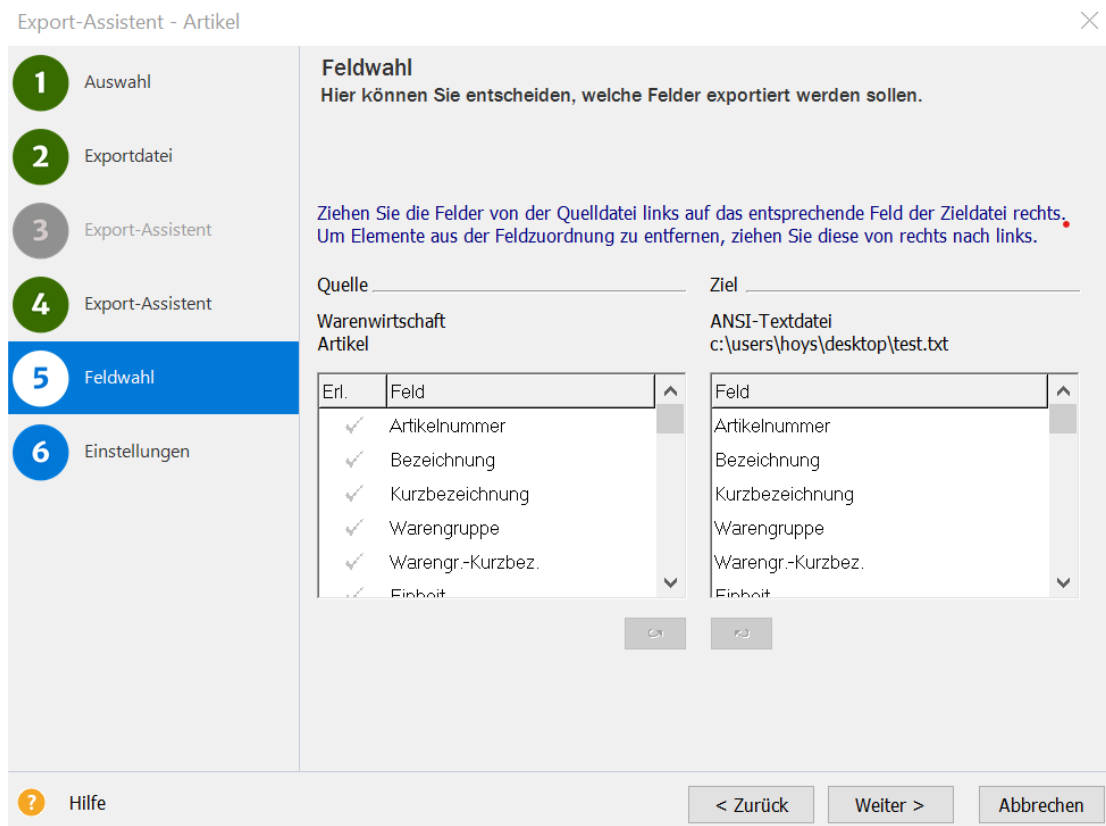 Export-Assistent - Artikel
1 Auswahl
2 Exportdatei
3 Export-Assistent
4 Export-Assistent
5 Feldwahl
6 Einstellungen
Feldwahl
Hier können Sie entscheiden, welche Felder exportiert werden sollen.
Ziehen Sie die Felder von der Quelldatei links auf das entsprechende Feld der Zieldatei rechts.
Um Elemente aus der Feldzuordnung zu entfernen, ziehen Sie diese von rechts nach links.
Quelle
Warenwirtschaft
Artikel
Erl. Feld
Artikelnummer
Bezeichnung
Kurzbezeichnung
Warengruppe
Warengr.-Kurzbez.
Einheit
Ziel
ANSI-Textdatei
c:\users\hoys\desktop\test.txt
Feld
Artikelnummer
Bezeichnung
Kurzbezeichnung
Warengruppe
Warengr.-Kurzbez.
Einheit
? Hilfe
< Zurück
Weiter >
Abbrechen